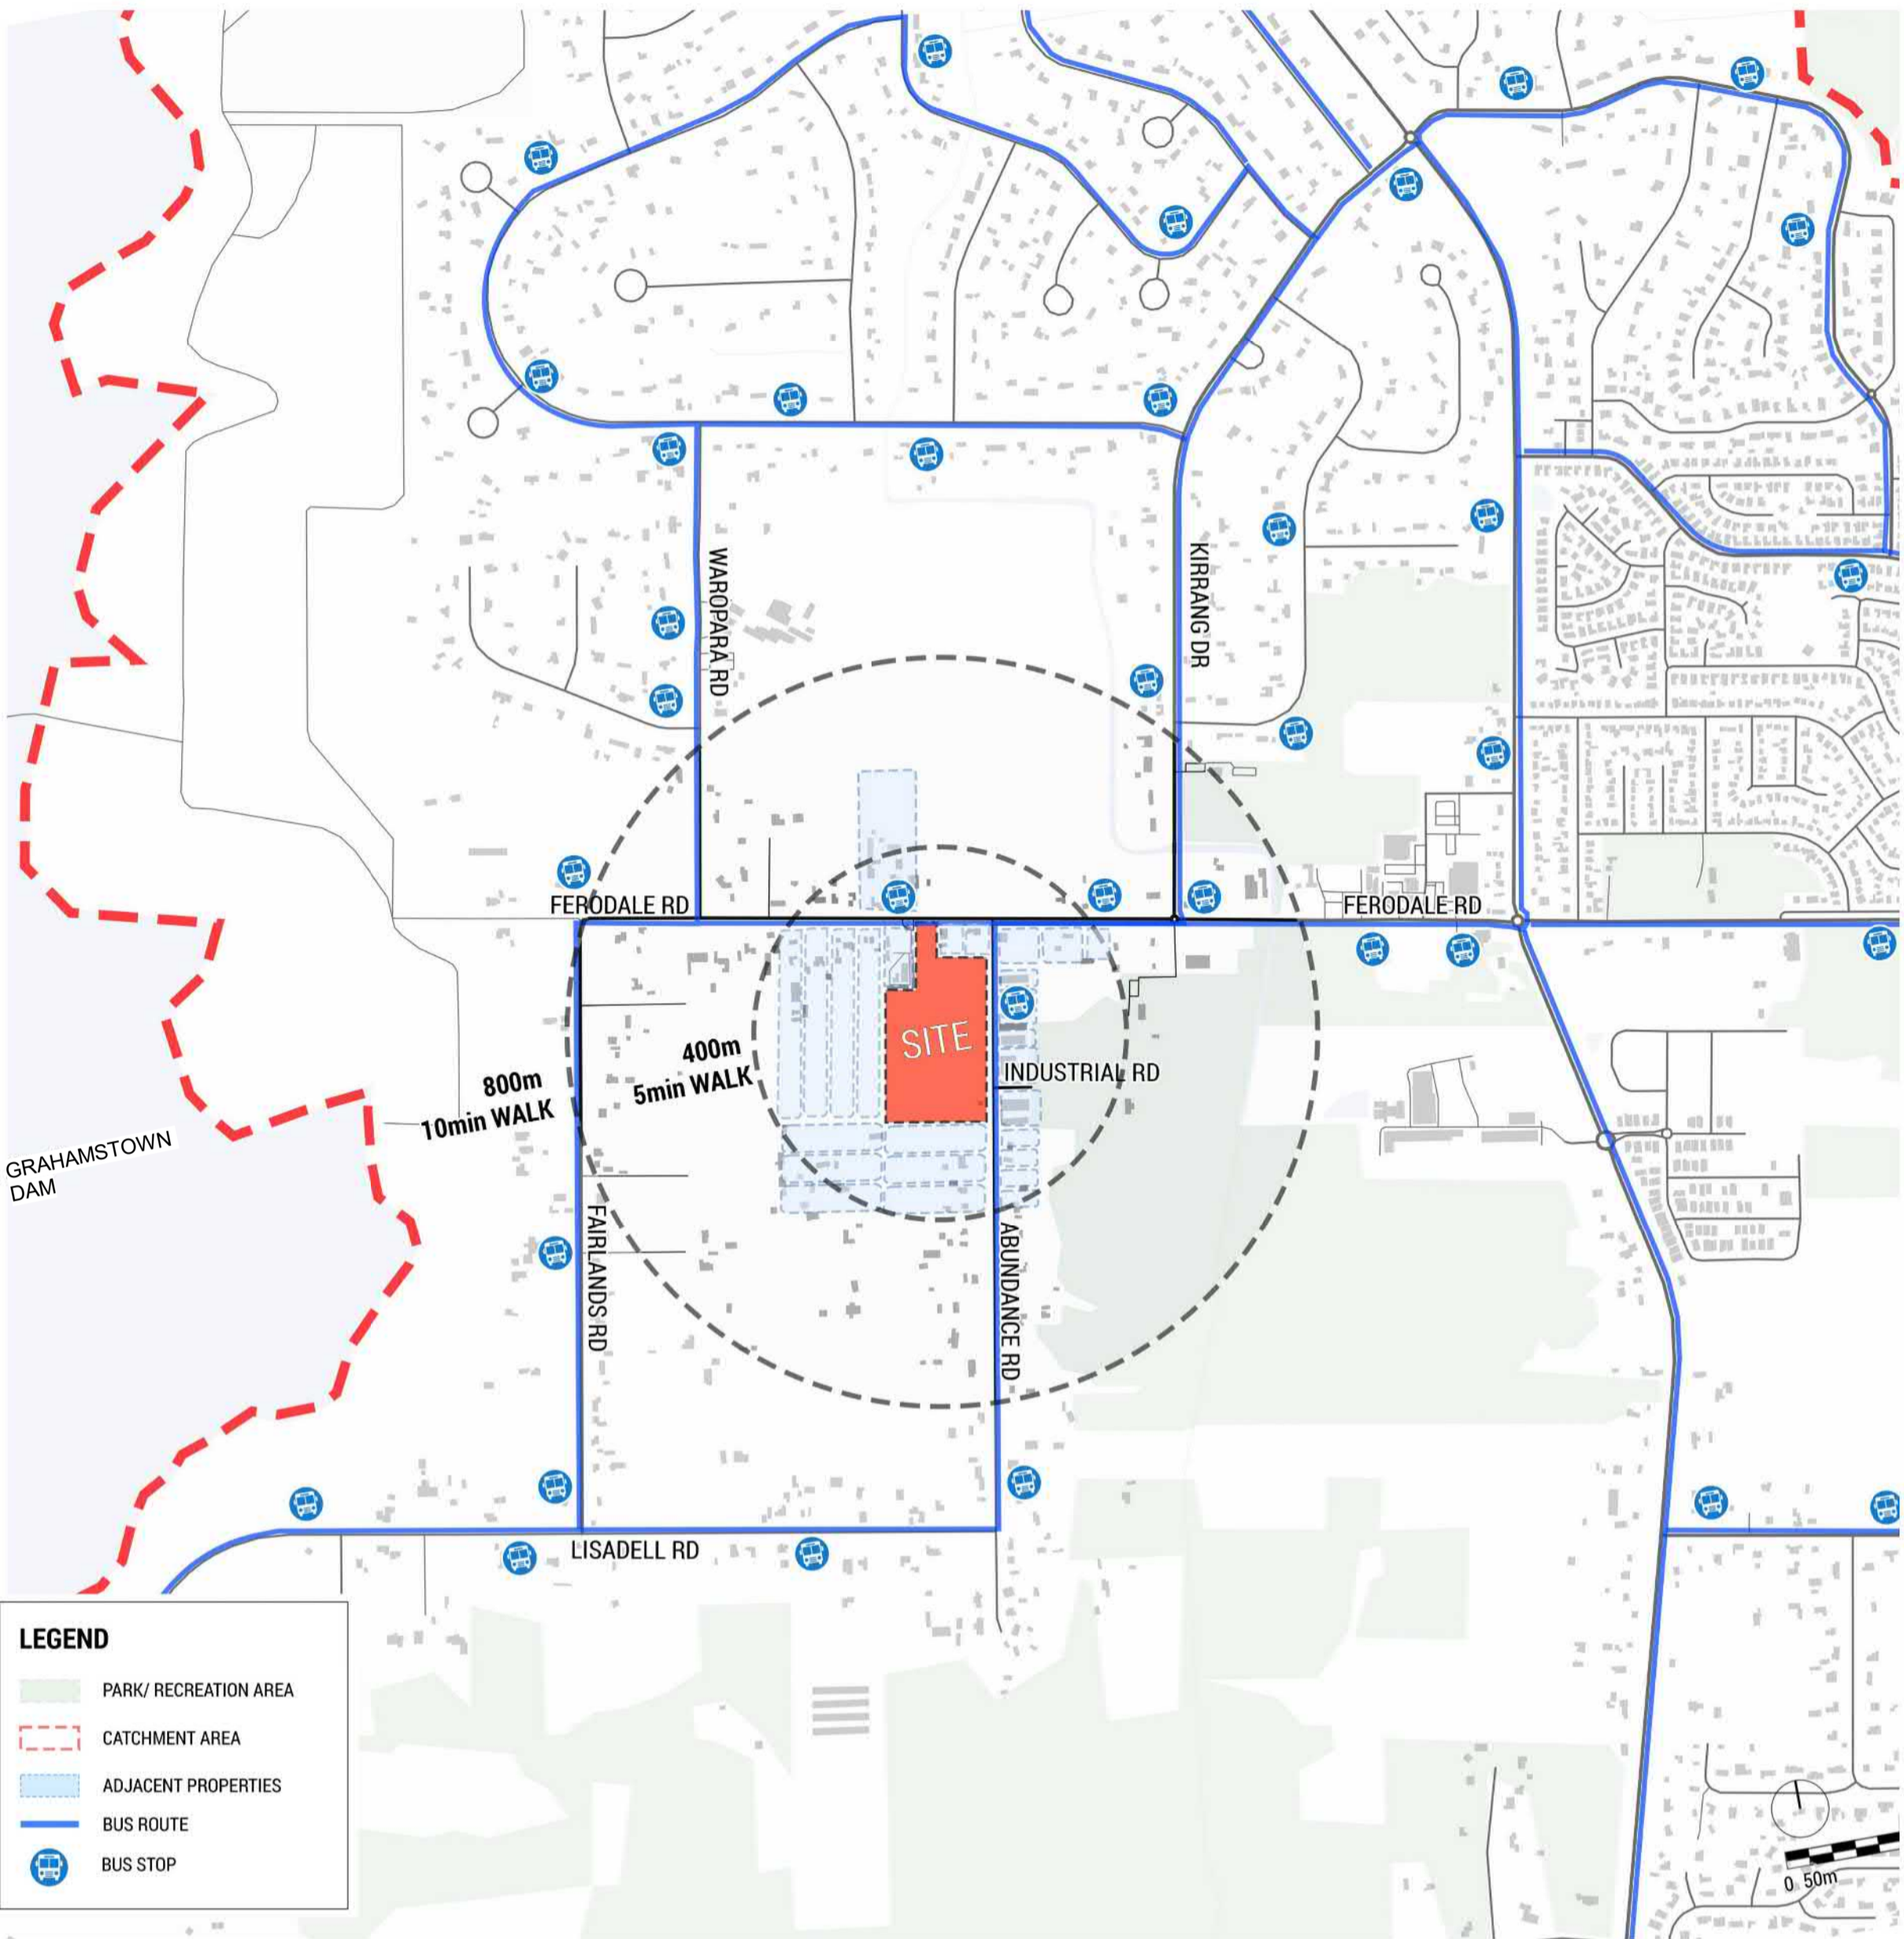 WAROPARA RD
KIRRANG DR
FERODALE RD
FERODALE RD
SITE
400m
5min WALK
INDUSTRIAL RD
800m
10min WALK
GRAHAMSTOWN
DAM
FAIRLANDS RD
ABUNDANCE RD
LISADELL RD
LEGEND
PARK/ RECREATION AREA
CATCHMENT AREA
ADJACENT PROPERTIES
BUS ROUTE
BUS STOP
0 50m